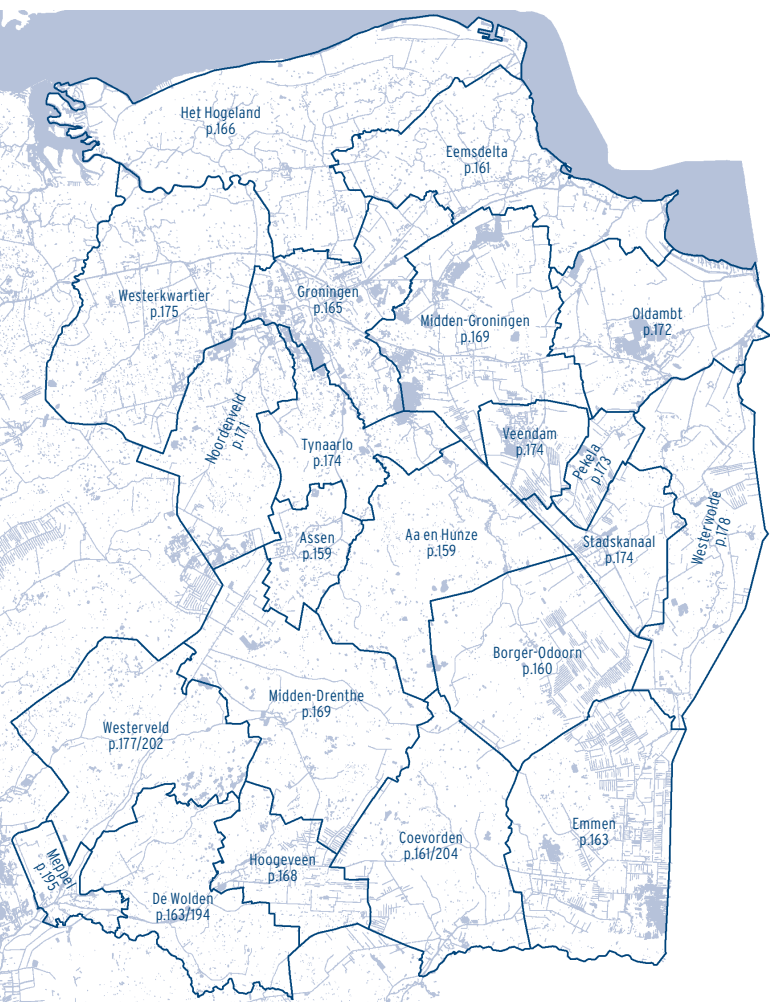 Het Hogeland
p.166
Eemsdelta
p.161
Westerkwartier
p.175
Groningen
p.165
Midden-Groningen
p.169
Oldambt
p.172
Noordenveld
p.171
Tynaarlo
p.174
Veendam
p.174
Pekela
p.173
Assen
p.159
Aa en Hunze
p.159
Stadskanaal
p.174
Westerwolde
p.178
Borger-Odoorn
p.160
Midden-Drenthe
p.169
Westerveld
p.177/202
Emmen
p.163
Coevorden
p.161/204
Hoogeveen
p.168
Meppel
p.195
De Wolden
p.163/194